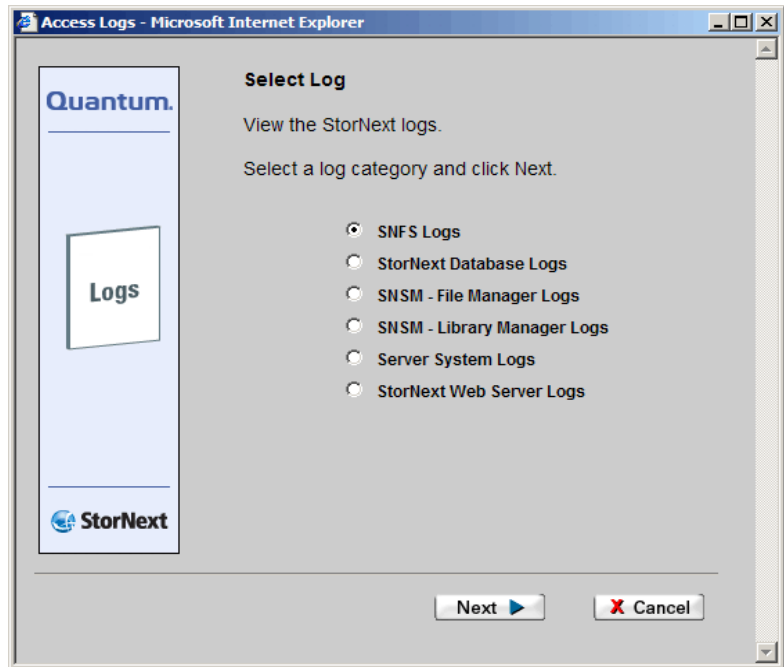 Access Logs - Microsoft Internet Explorer
Quantum.
Logs
StorNext
Select Log
View the StorNext logs.
Select a log category and click Next.
SNFS Logs
StorNext Database Logs
SNSM - File Manager Logs
SNSM - Library Manager Logs
Server System Logs
StorNext Web Server Logs
Next
Cancel